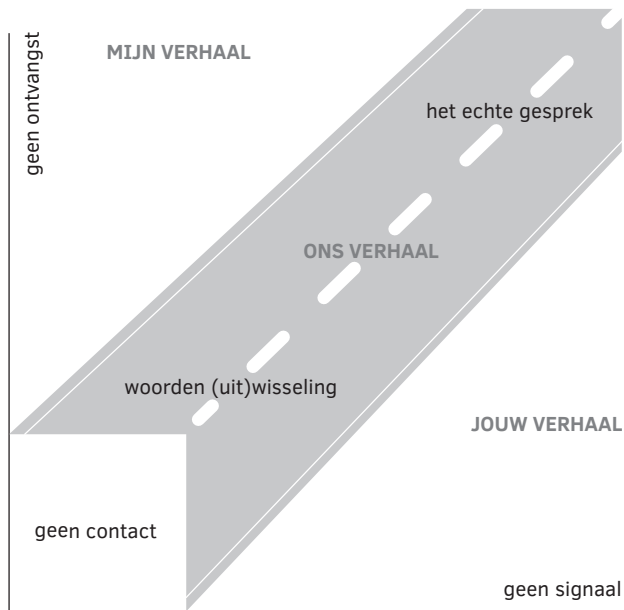 geen ontvangst
MIJN VERHAAL
het echte gesprek
ONS VERHAAL
woorden (uit)wisseling
JOUW VERHAAL
geen contact
geen signaal